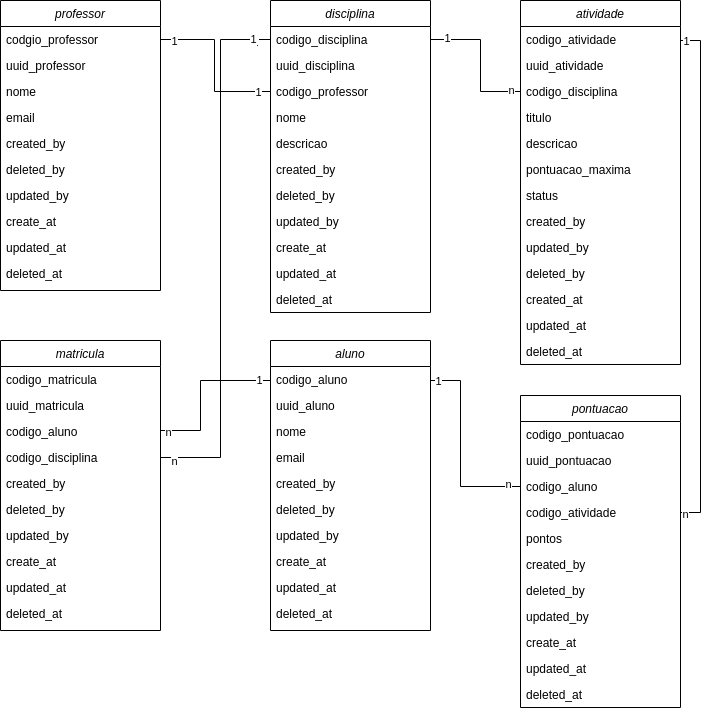 professor
codgio_professor
uuid_professor
nome
email
created_by
deleted_by
updated_by
create_at
updated_at
deleted_at
disciplina
codigo_disciplina
uuid_disciplina
codigo_professor
nome
descricao
created_by
deleted_by
updated_by
create_at
updated_at
deleted_at
atividade
codigo_atividade
uuid_atividade
codigo_disciplina
titulo
descricao
pontuacao_maxima
status
created_by
updated_by
deleted_by
created_at
updated_at
deleted_at
matricula
codigo_matricula
uuid_matricula
codigo_aluno
codigo_disciplina
created_by
deleted_by
updated_by
create_at
updated_at
deleted_at
aluno
codigo_aluno
uuid_aluno
nome
email
created_by
deleted_by
updated_by
create_at
updated_at
deleted_at
pontuacao
codigo_pontuacao
uuid_pontuacao
codigo_aluno
codigo_atividade
pontos
created_by
deleted_by
updated_by
create_at
updated_at
deleted_at
1
1
1
n
1
n
1
n
1
n
1
n